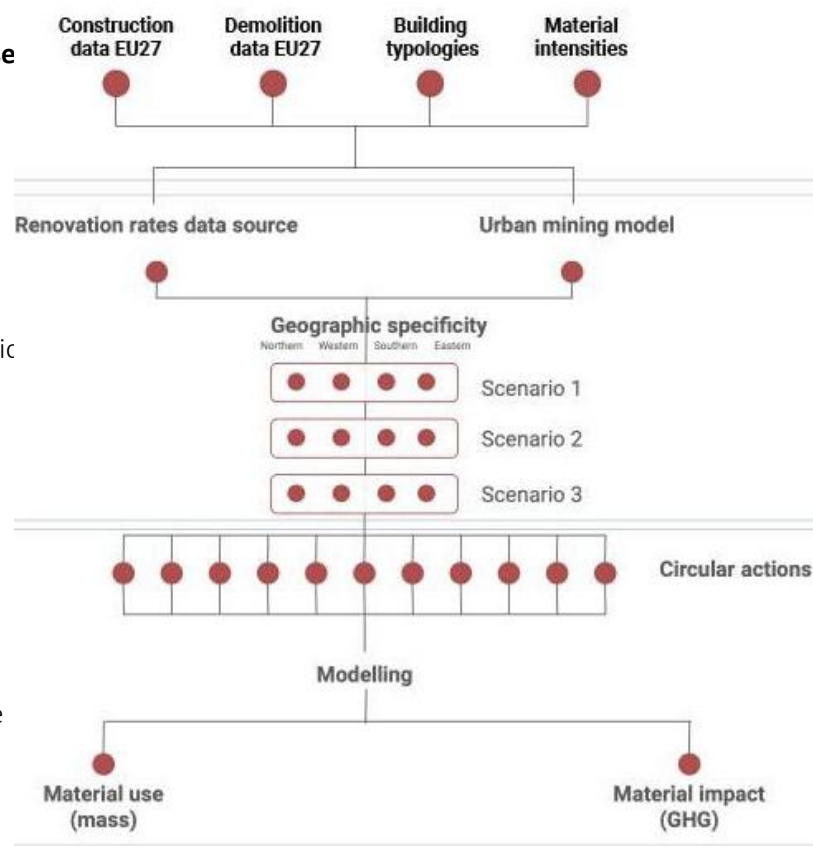 Construction
data EU27
Demolition
data EU27
Building
typologies
Material
intensities
se
Renovation rates data source
Urban mining model
Geographic specificity
Northern Western Southern Eastern
ic
Scenario 1
Scenario 2
Scenario 3
Circular actions
Modelling
e
Material use
(mass)
Material impact
(GHG)